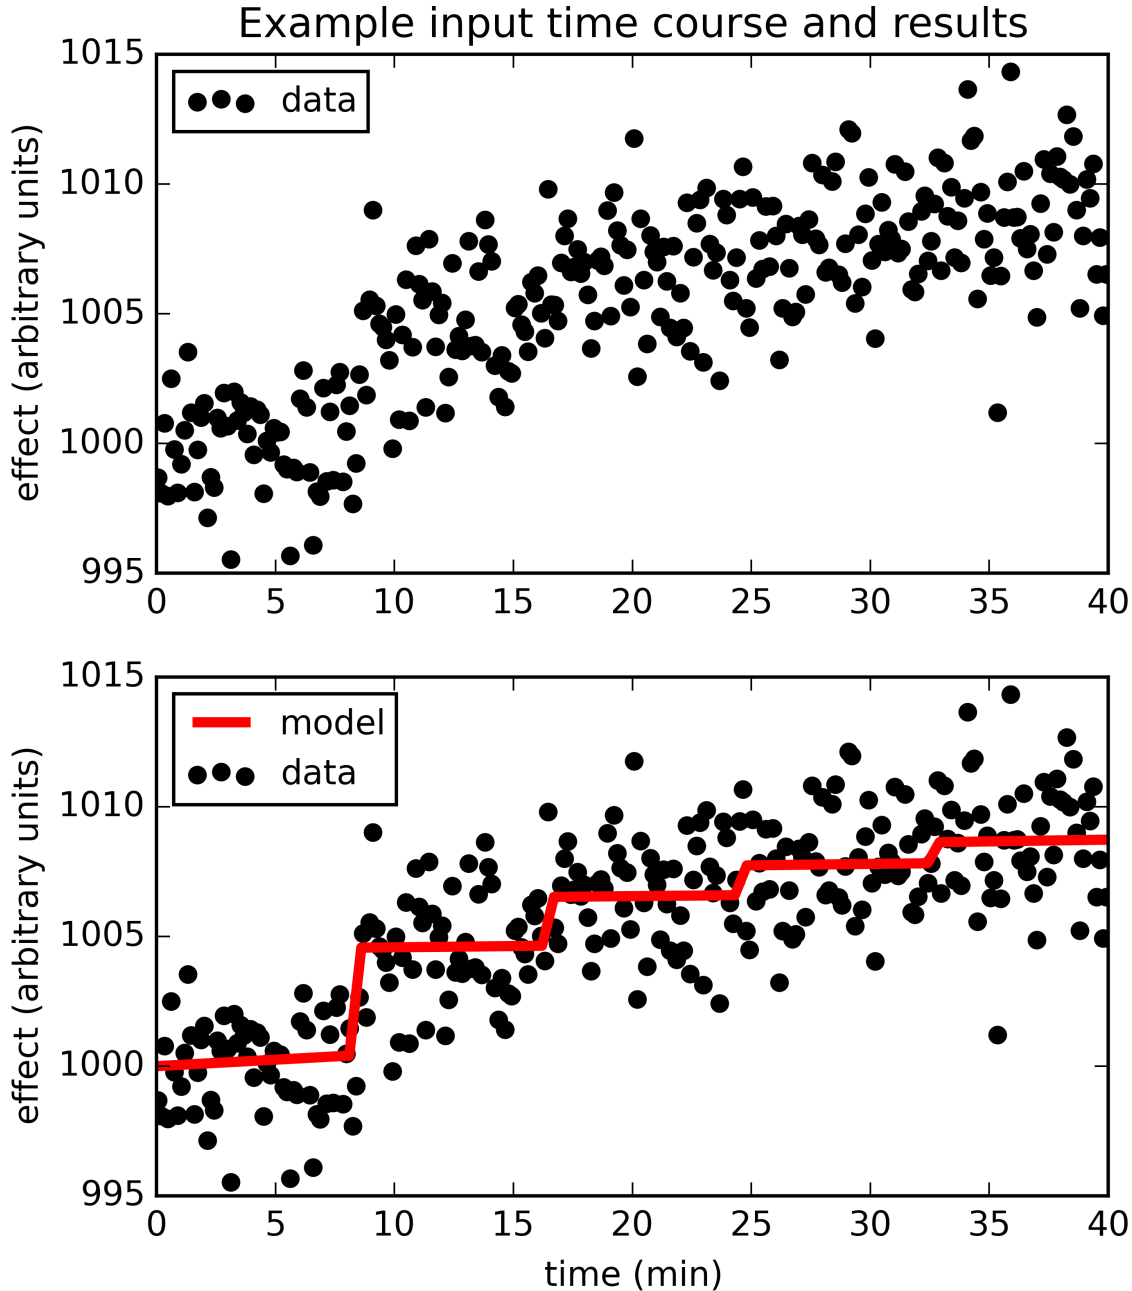 Example input time course and results
1015
1010
1005
1000
995
effect (arbitrary units)
data
0 5 10 15 20 25 30 35 40
1015
1010
1005
1000
995
effect (arbitrary units)
model
data
0 5 10 15 20 25 30 35 40
time (min)